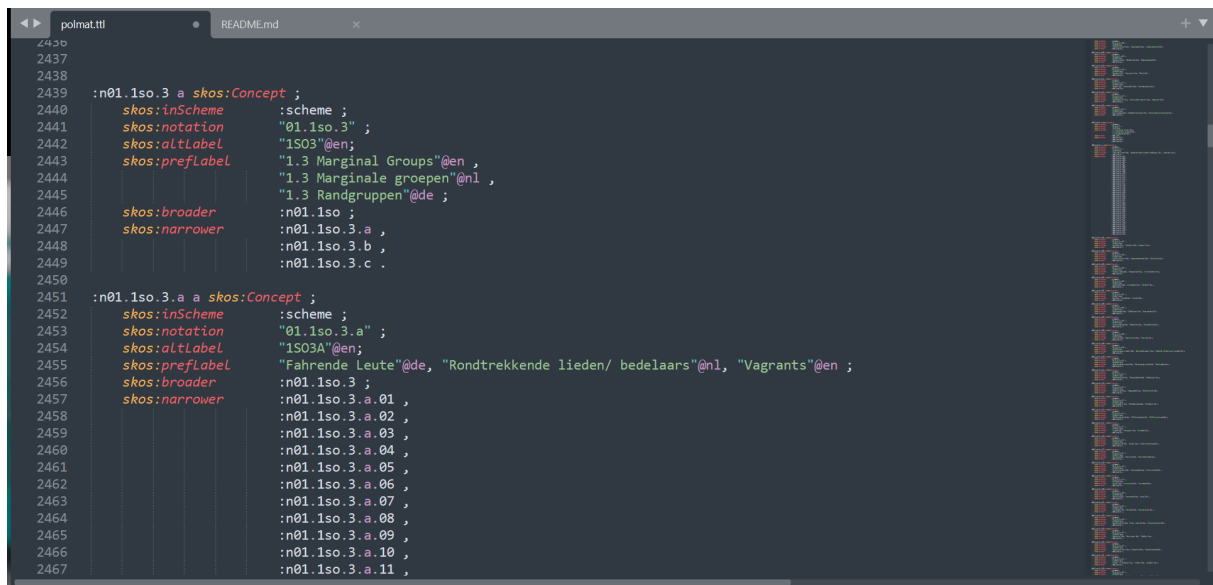 polmat.ttl
README.md
2436
2437
2438
2439 :n01.1so.3 a skos:Concept ;
2440 skos:inScheme :scheme ;
2441 skos:notation "01.1so.3" ;
2442 skos:altLabel "1SO3"@en;
2443 skos:prefLabel "1.3 Marginal Groups"@en ,
2444 "1.3 Marginale groepen"@nl ,
2445 "1.3 Randgruppen"@de ;
2446 skos:broader :n01.1so ;
2447 skos:narrower :n01.1so.3.a ,
2448 :n01.1so.3.b ,
2449 :n01.1so.3.c .
2450
2451 :n01.1so.3.a a skos:Concept ;
2452 skos:inScheme :scheme ;
2453 skos:notation "01.1so.3.a" ;
2454 skos:altLabel "1SO3A"@en;
2455 skos:prefLabel "Fahrende Leute"@de, "Rondtrekkende lieden/ bedelaars"@nl, "Vagrants"@en ;
2456 skos:broader :n01.1so.3 ;
2457 skos:narrower :n01.1so.3.a.01 ,
2458 :n01.1so.3.a.02 ,
2459 :n01.1so.3.a.03 ,
2460 :n01.1so.3.a.04 ,
2461 :n01.1so.3.a.05 ,
2462 :n01.1so.3.a.06 ,
2463 :n01.1so.3.a.07 ,
2464 :n01.1so.3.a.08 ,
2465 :n01.1so.3.a.09 ,
2466 :n01.1so.3.a.10 ,
2467 :n01.1so.3.a.11 ,